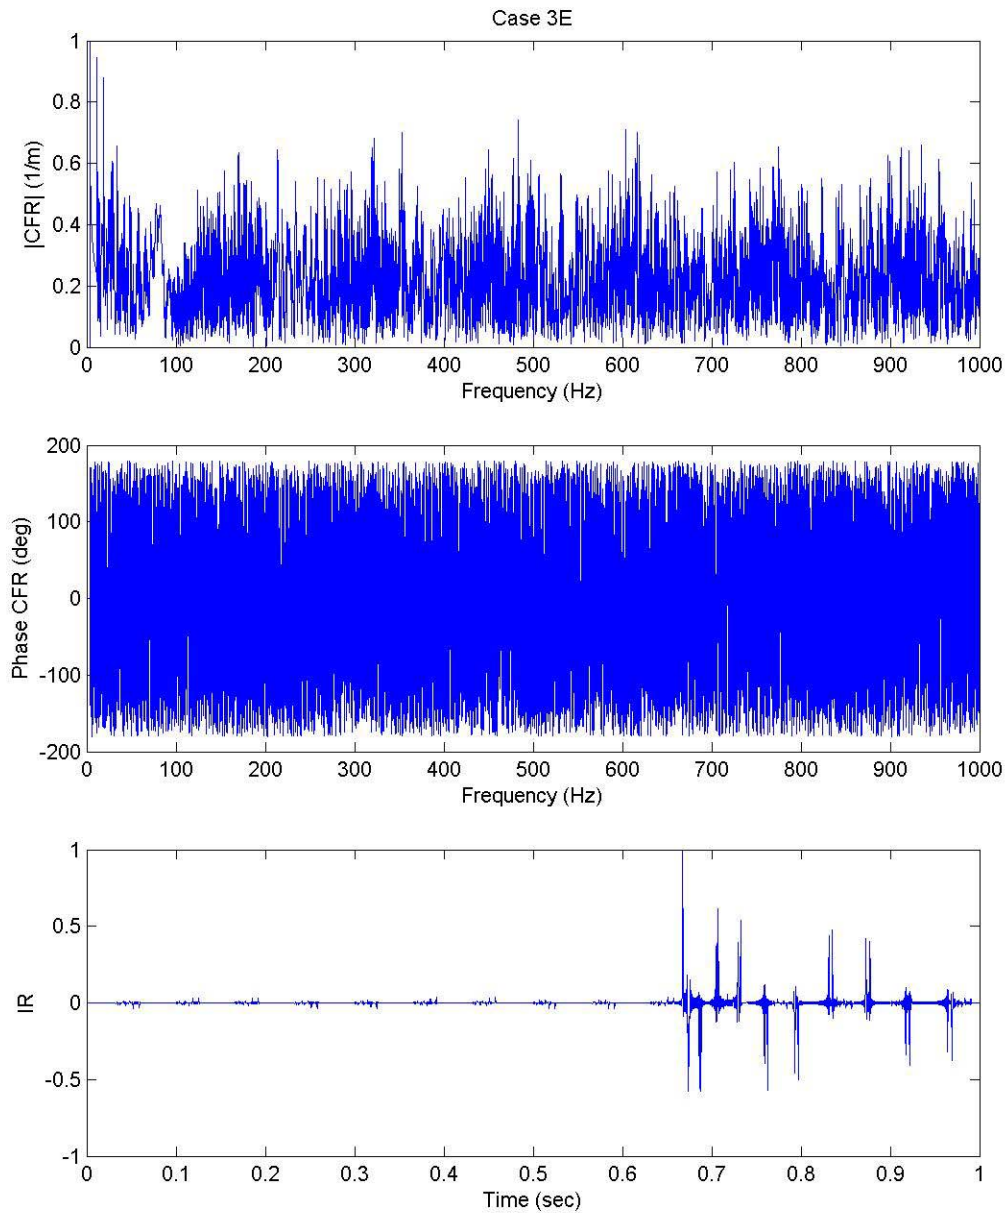 Case 3E
|CFR| (1/m)
1
0.8
0.6
0.4
0.2
0
0 100 200 300 400 500 600 700 800 900 1000
Frequency (Hz)
Phase CFR (deg)
200
100
0
-100
-200
0 100 200 300 400 500 600 700 800 900 1000
Frequency (Hz)
IR
1
0.5
0
-0.5
-1
0 0.1 0.2 0.3 0.4 0.5 0.6 0.7 0.8 0.9 1
Time (sec)